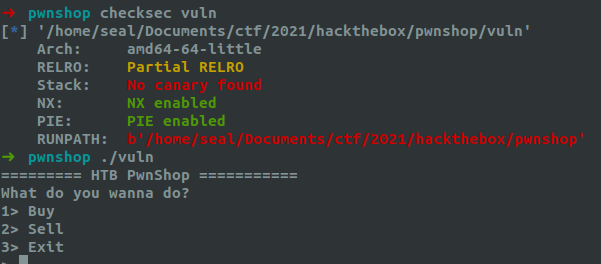 → pwnshop checksec vuln
[*] '/home/seal/Documents/ctf/2021/hackthebox/pwnshop/vuln'
Arch: amd64-64-little
RELRO: Partial RELRO
Stack: No canary found
NX: NX enabled
PIE: PIE enabled
RUNPATH: b'/home/seal/Documents/ctf/2021/hackthebox/pwnshop'
→ pwnshop ./vuln
========= HTB PwnShop ===========
What do you wanna do?
1> Buy
2> Sell
3> Exit
>